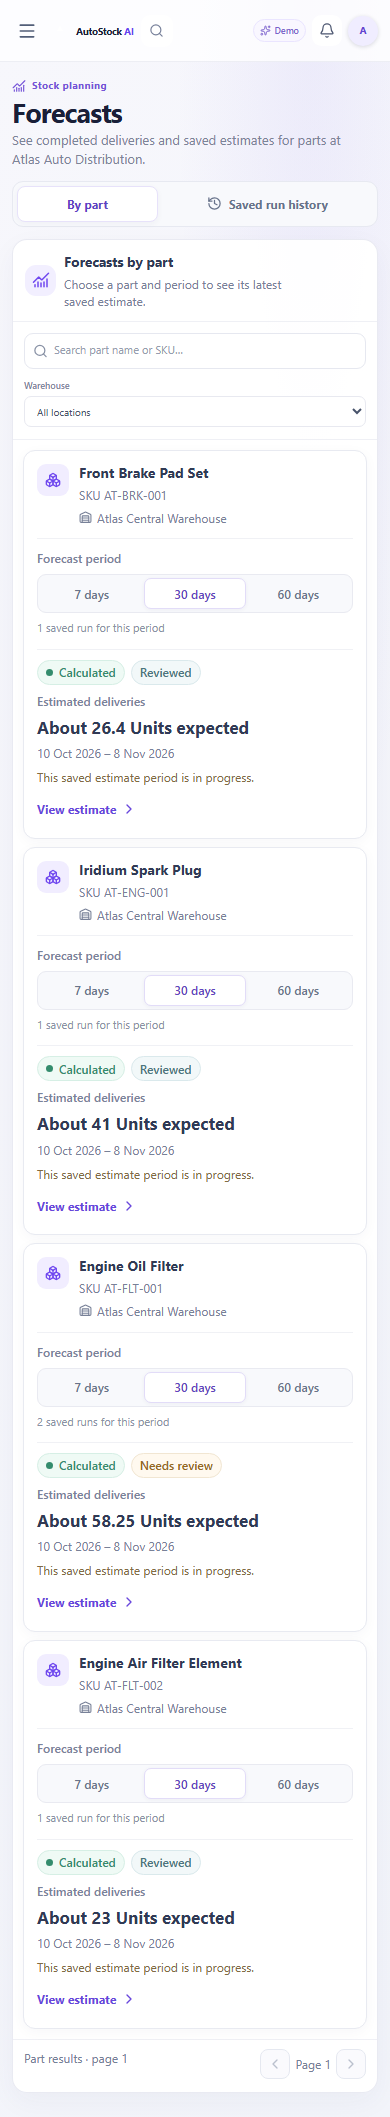 AutoStock AI
Demo
A
Stock planning
Forecasts
See completed deliveries and saved estimates for parts at
Atlas Auto Distribution.
By part
Saved run history
Forecasts by part
Choose a part and period to see its latest
saved estimate.
Search part name or SKU...
Warehouse
All locations
Front Brake Pad Set
SKU AT-BRK-001
Atlas Central Warehouse
Forecast period
7 days
30 days
60 days
1 saved run for this period
Calculated
Reviewed
Estimated deliveries
About 26.4 Units expected
10 Oct 2026 – 8 Nov 2026
This saved estimate period is in progress.
View estimate
Iridium Spark Plug
SKU AT-ENG-001
Atlas Central Warehouse
Forecast period
7 days
30 days
60 days
1 saved run for this period
Calculated
Reviewed
Estimated deliveries
About 41 Units expected
10 Oct 2026 – 8 Nov 2026
This saved estimate period is in progress.
View estimate
Engine Oil Filter
SKU AT-FLT-001
Atlas Central Warehouse
Forecast period
7 days
30 days
60 days
2 saved runs for this period
Calculated
Needs review
Estimated deliveries
About 58.25 Units expected
10 Oct 2026 – 8 Nov 2026
This saved estimate period is in progress.
View estimate
Engine Air Filter Element
SKU AT-FLT-002
Atlas Central Warehouse
Forecast period
7 days
30 days
60 days
1 saved run for this period
Calculated
Reviewed
Estimated deliveries
About 23 Units expected
10 Oct 2026 – 8 Nov 2026
This saved estimate period is in progress.
View estimate
Part results · page 1
Page 1